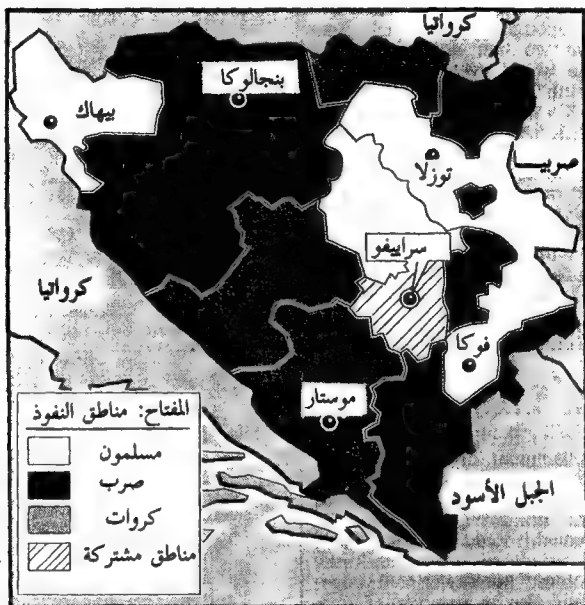 كرواتيا
بنجالوكا
بيهاك
توزلا
صربيا
سراييفو
كرواتيا
فوكا
موستار
الجبل الأسود
المفتاح: مناطق النفوذ
مسلمون
صرب
كروات
مناطق مشتركة